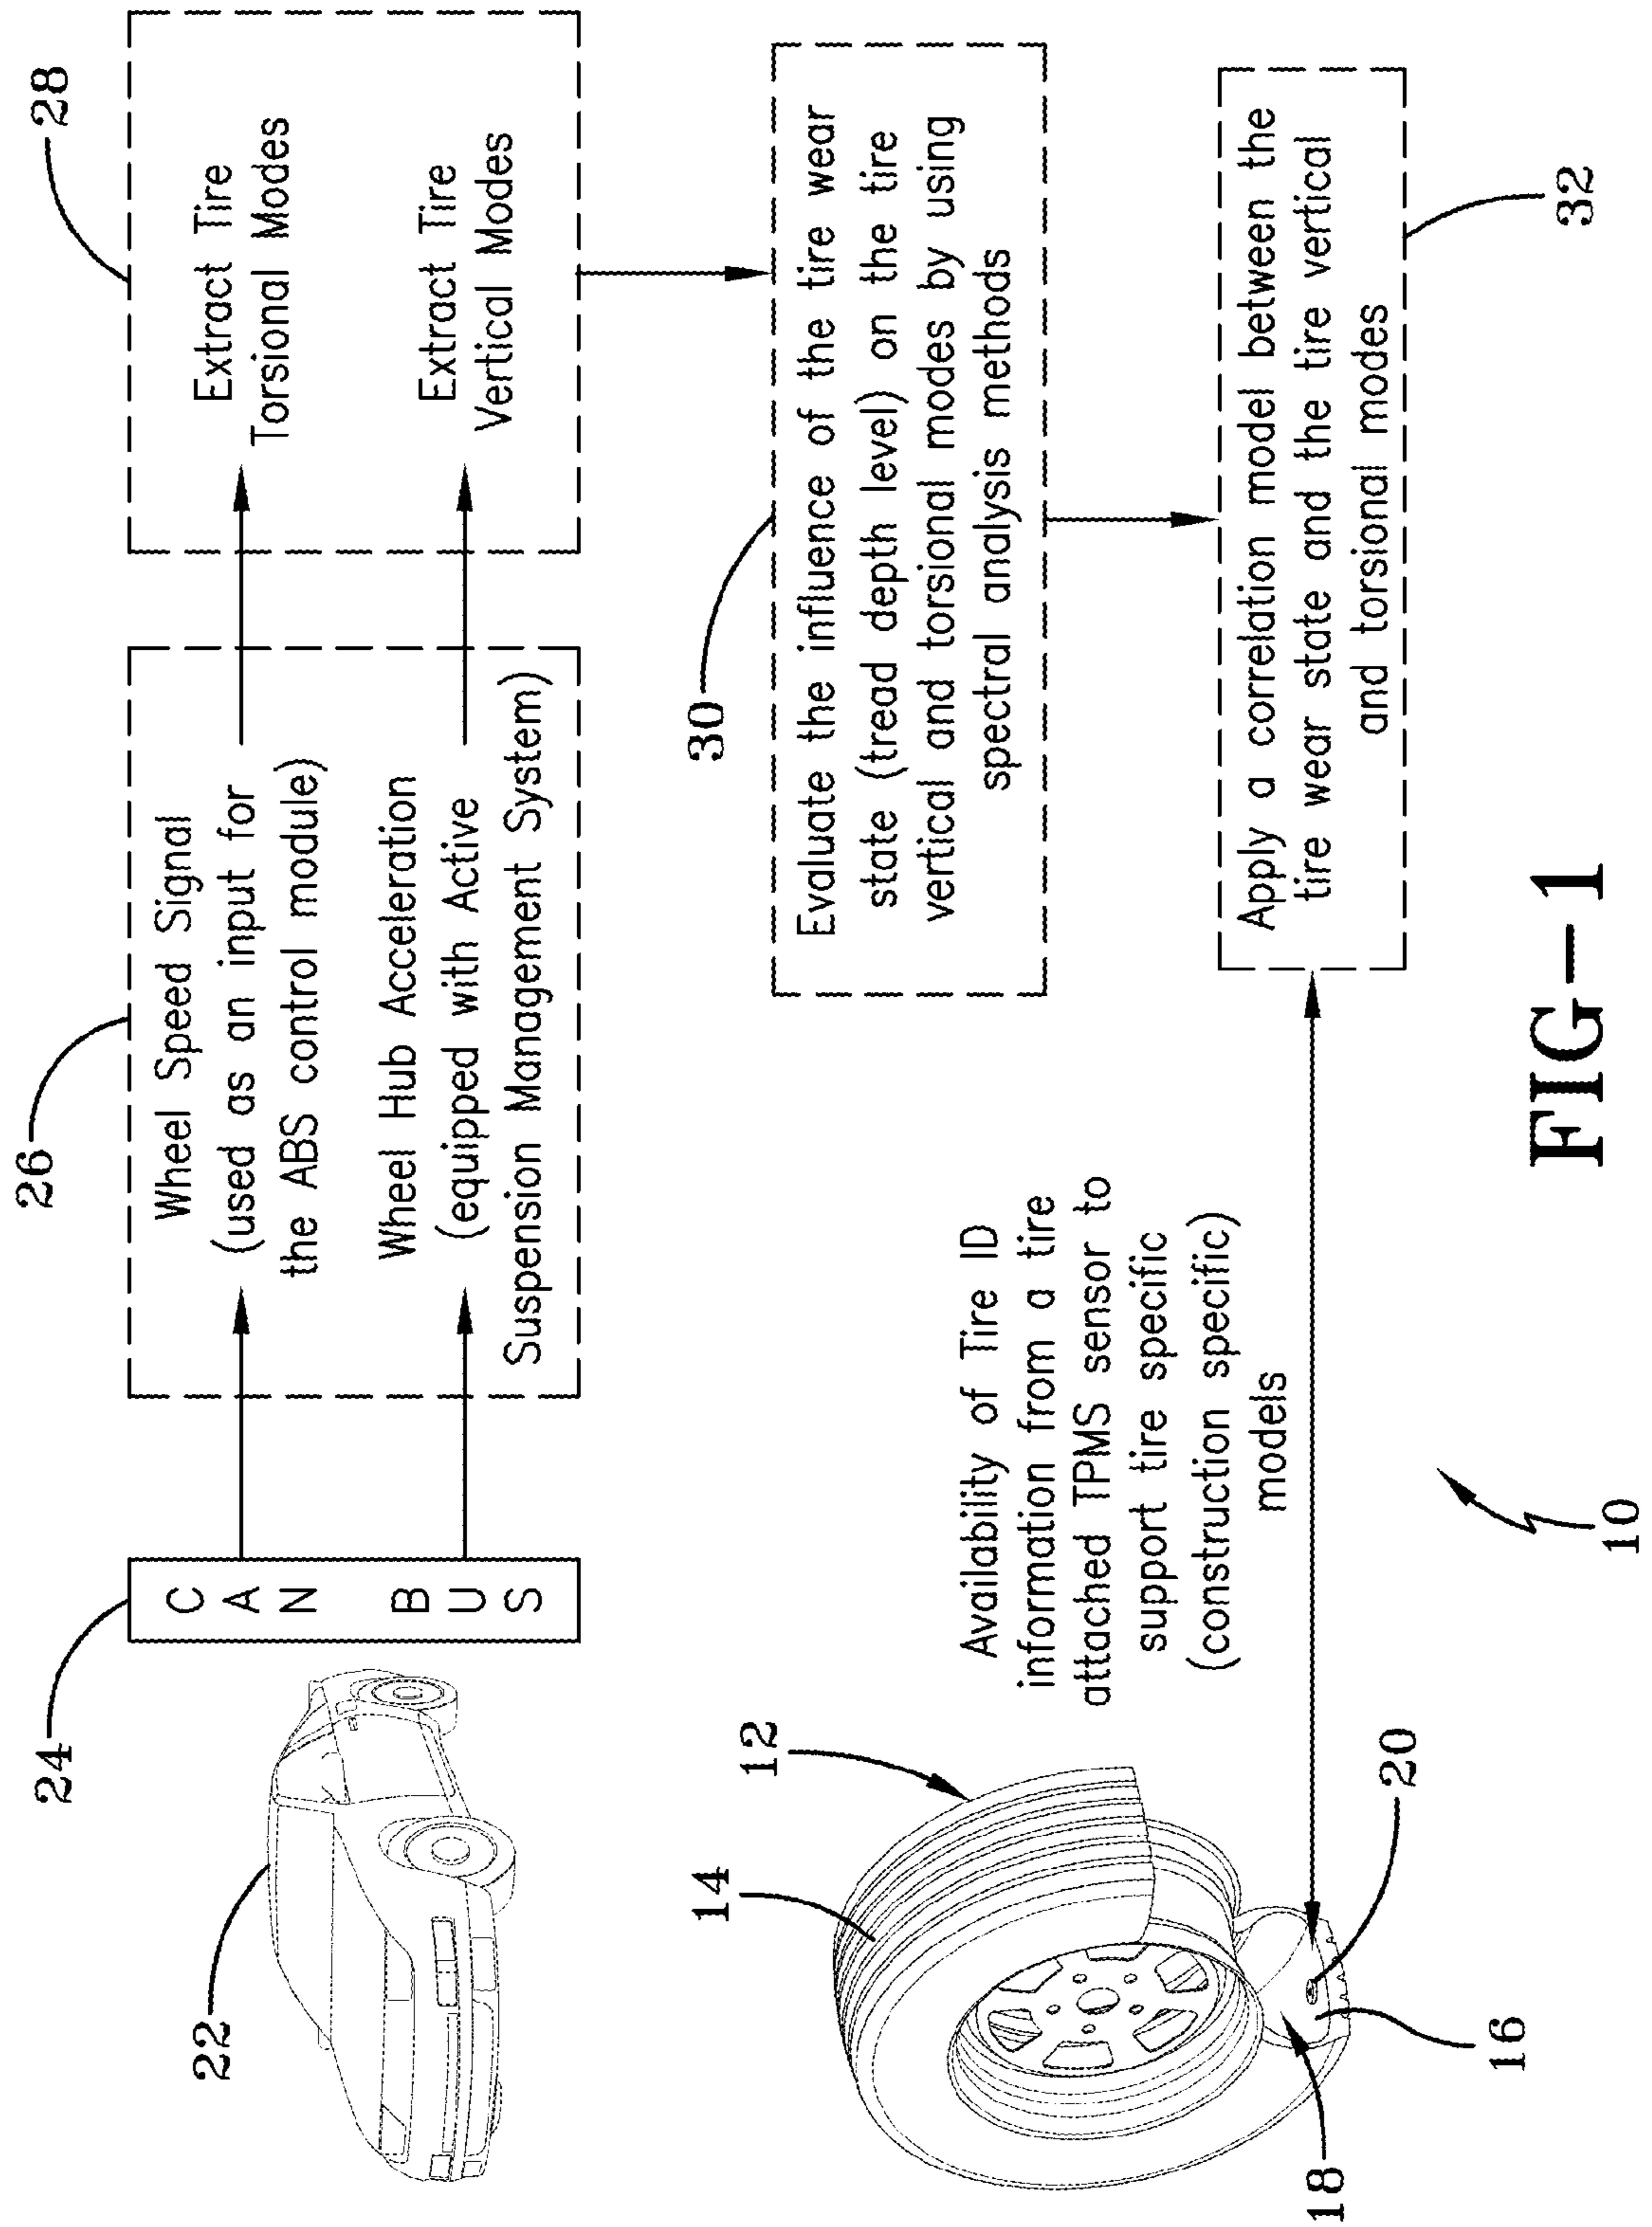 22
24
C
A
N
B
U
S
26
Wheel Speed Signal
(used as an input for
the ABS control module)
Wheel Hub Acceleration
(equipped with Active
Suspension Management System)
28
Extract Tire
Torsional Modes
Extract Tire
Vertical Modes
30
Evaluate the influence of the tire wear
state (tread depth level) on the tire
vertical and torsional modes by using
spectral analysis methods
12
14
Availability of Tire ID
information from a tire
attached TPMS sensor to
support tire specific
(construction specific)
models
Apply a correlation model between the
tire wear state and the tire vertical
and torsional modes
32
18
16
20
10
FIG-1